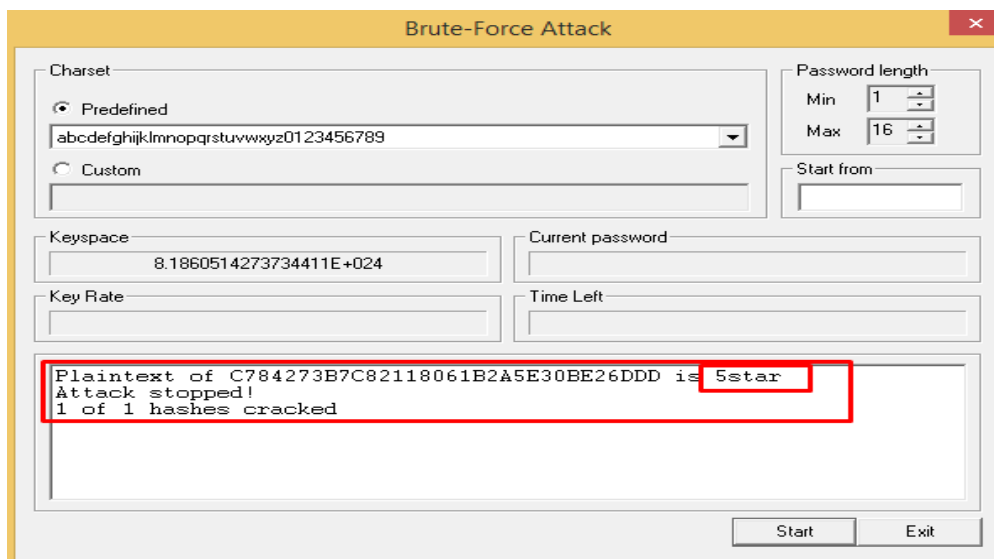 Brute-Force Attack
Charset
Predefined
abcdefghijklmnopqrstuvwxyz0123456789
Custom
Password length
Min 1
Max 16
Start from
Keyspace
8.1860514273734411E+024
Current password
Key Rate
Time Left
Plaintext of C784273B7C82118061B2A5E30BE26DDD is 5star
Attack stopped!
1 of 1 hashes cracked
Start Exit